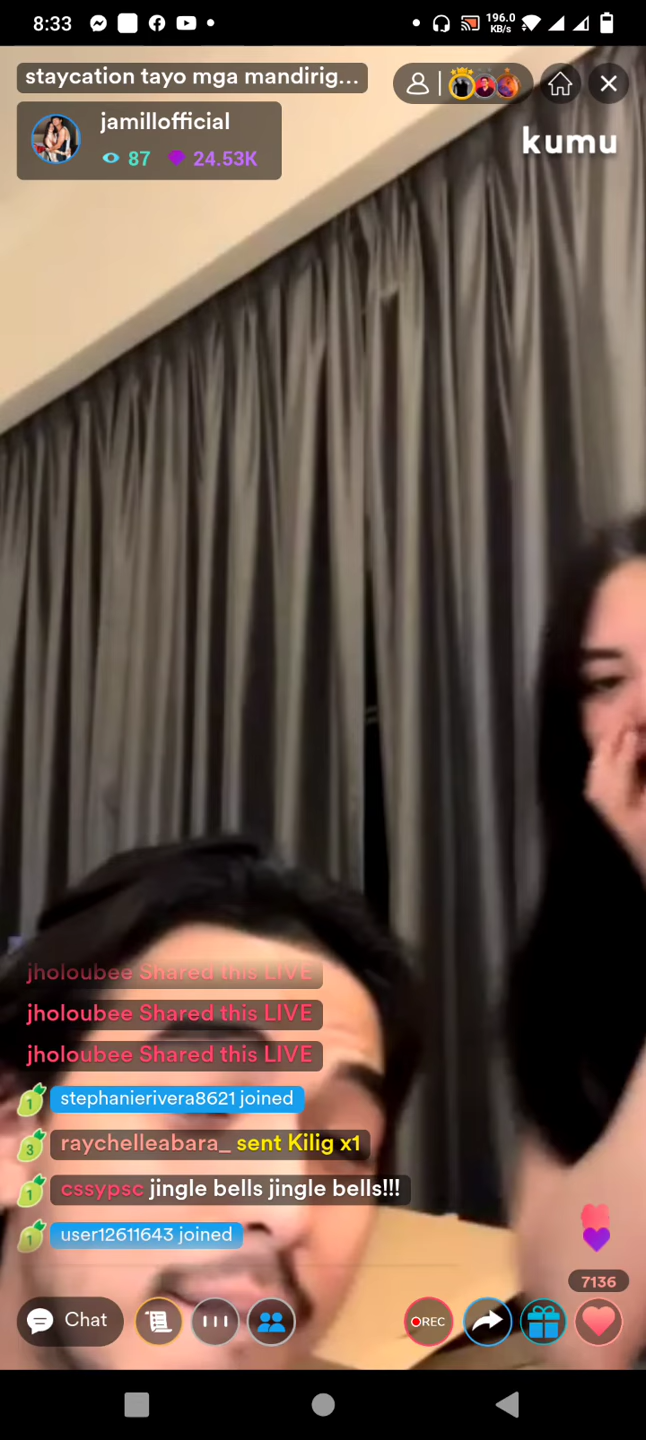 8:33
196.0
KB/s
staycation tayo mga mandirig...
jamillofficial
87
24.53K
kumu
jholoubee Shared this LIVE
jholoubee Shared this LIVE
jholoubee Shared this LIVE
1 stephanierivera8621 joined
3 raychelleabara_ sent Kilig x1
1 cssypsc jingle bells jingle bells!!!
1 user12611643 joined
7136
Chat
REC